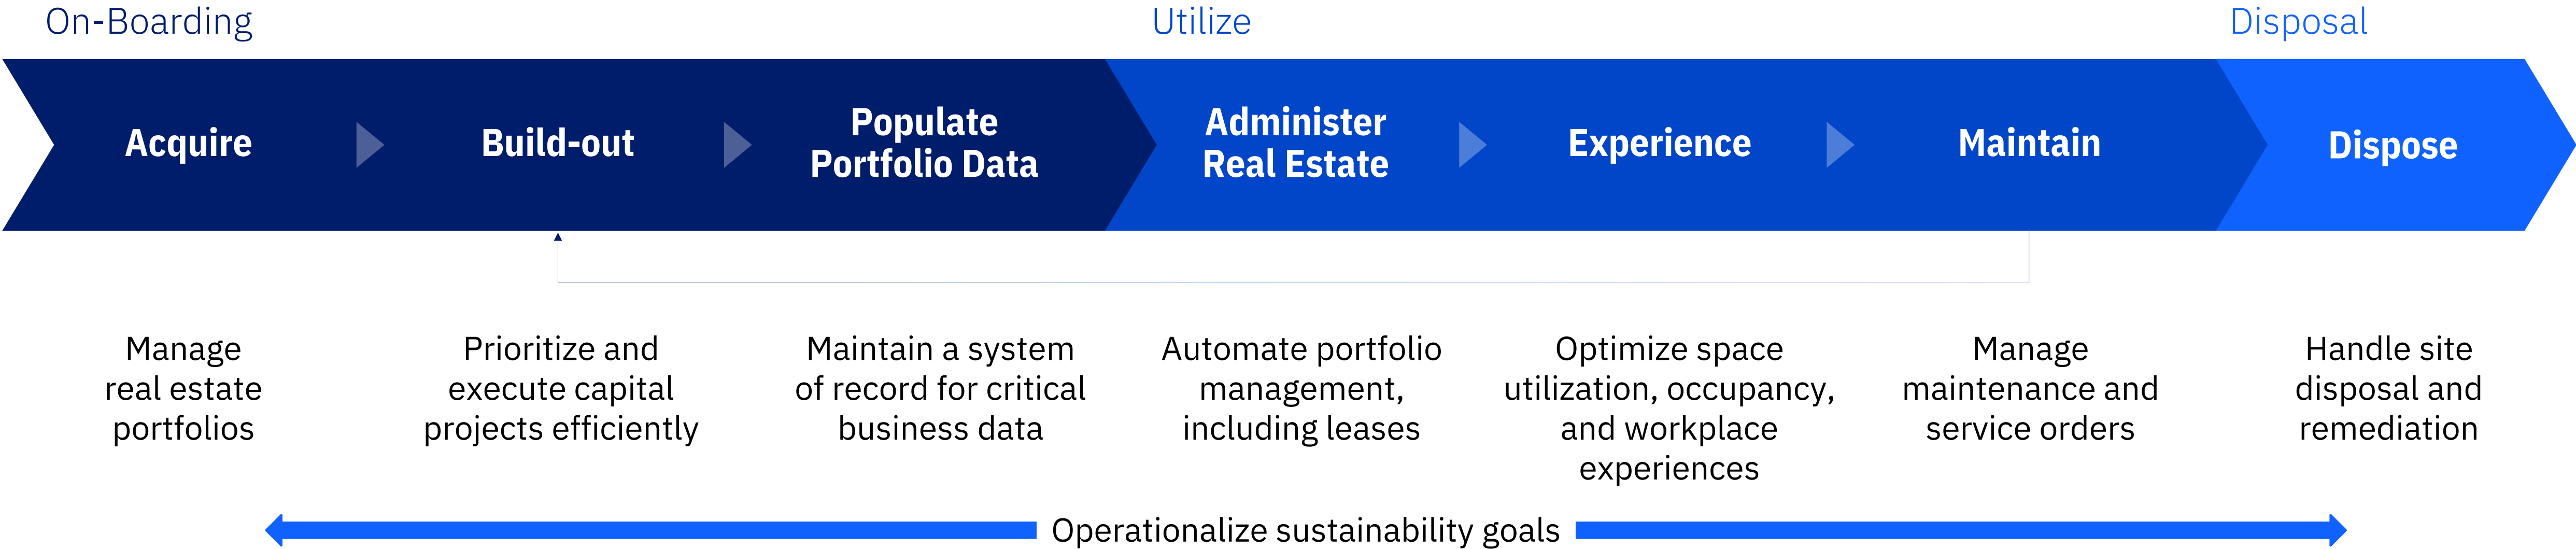 On-Boarding
Utilize
Disposal
Acquire
Build-out
Populate
Portfolio Data
Administer
Real Estate
Experience
Maintain
Dispose
Manage
real estate
portfolios
Prioritize and
execute capital
projects efficiently
Maintain a system
of record for critical
business data
Automate portfolio
management,
including leases
Optimize space
utilization, occupancy,
and workplace
experiences
Manage
maintenance and
service orders
Handle site
disposal and
remediation
Operationalize sustainability goals